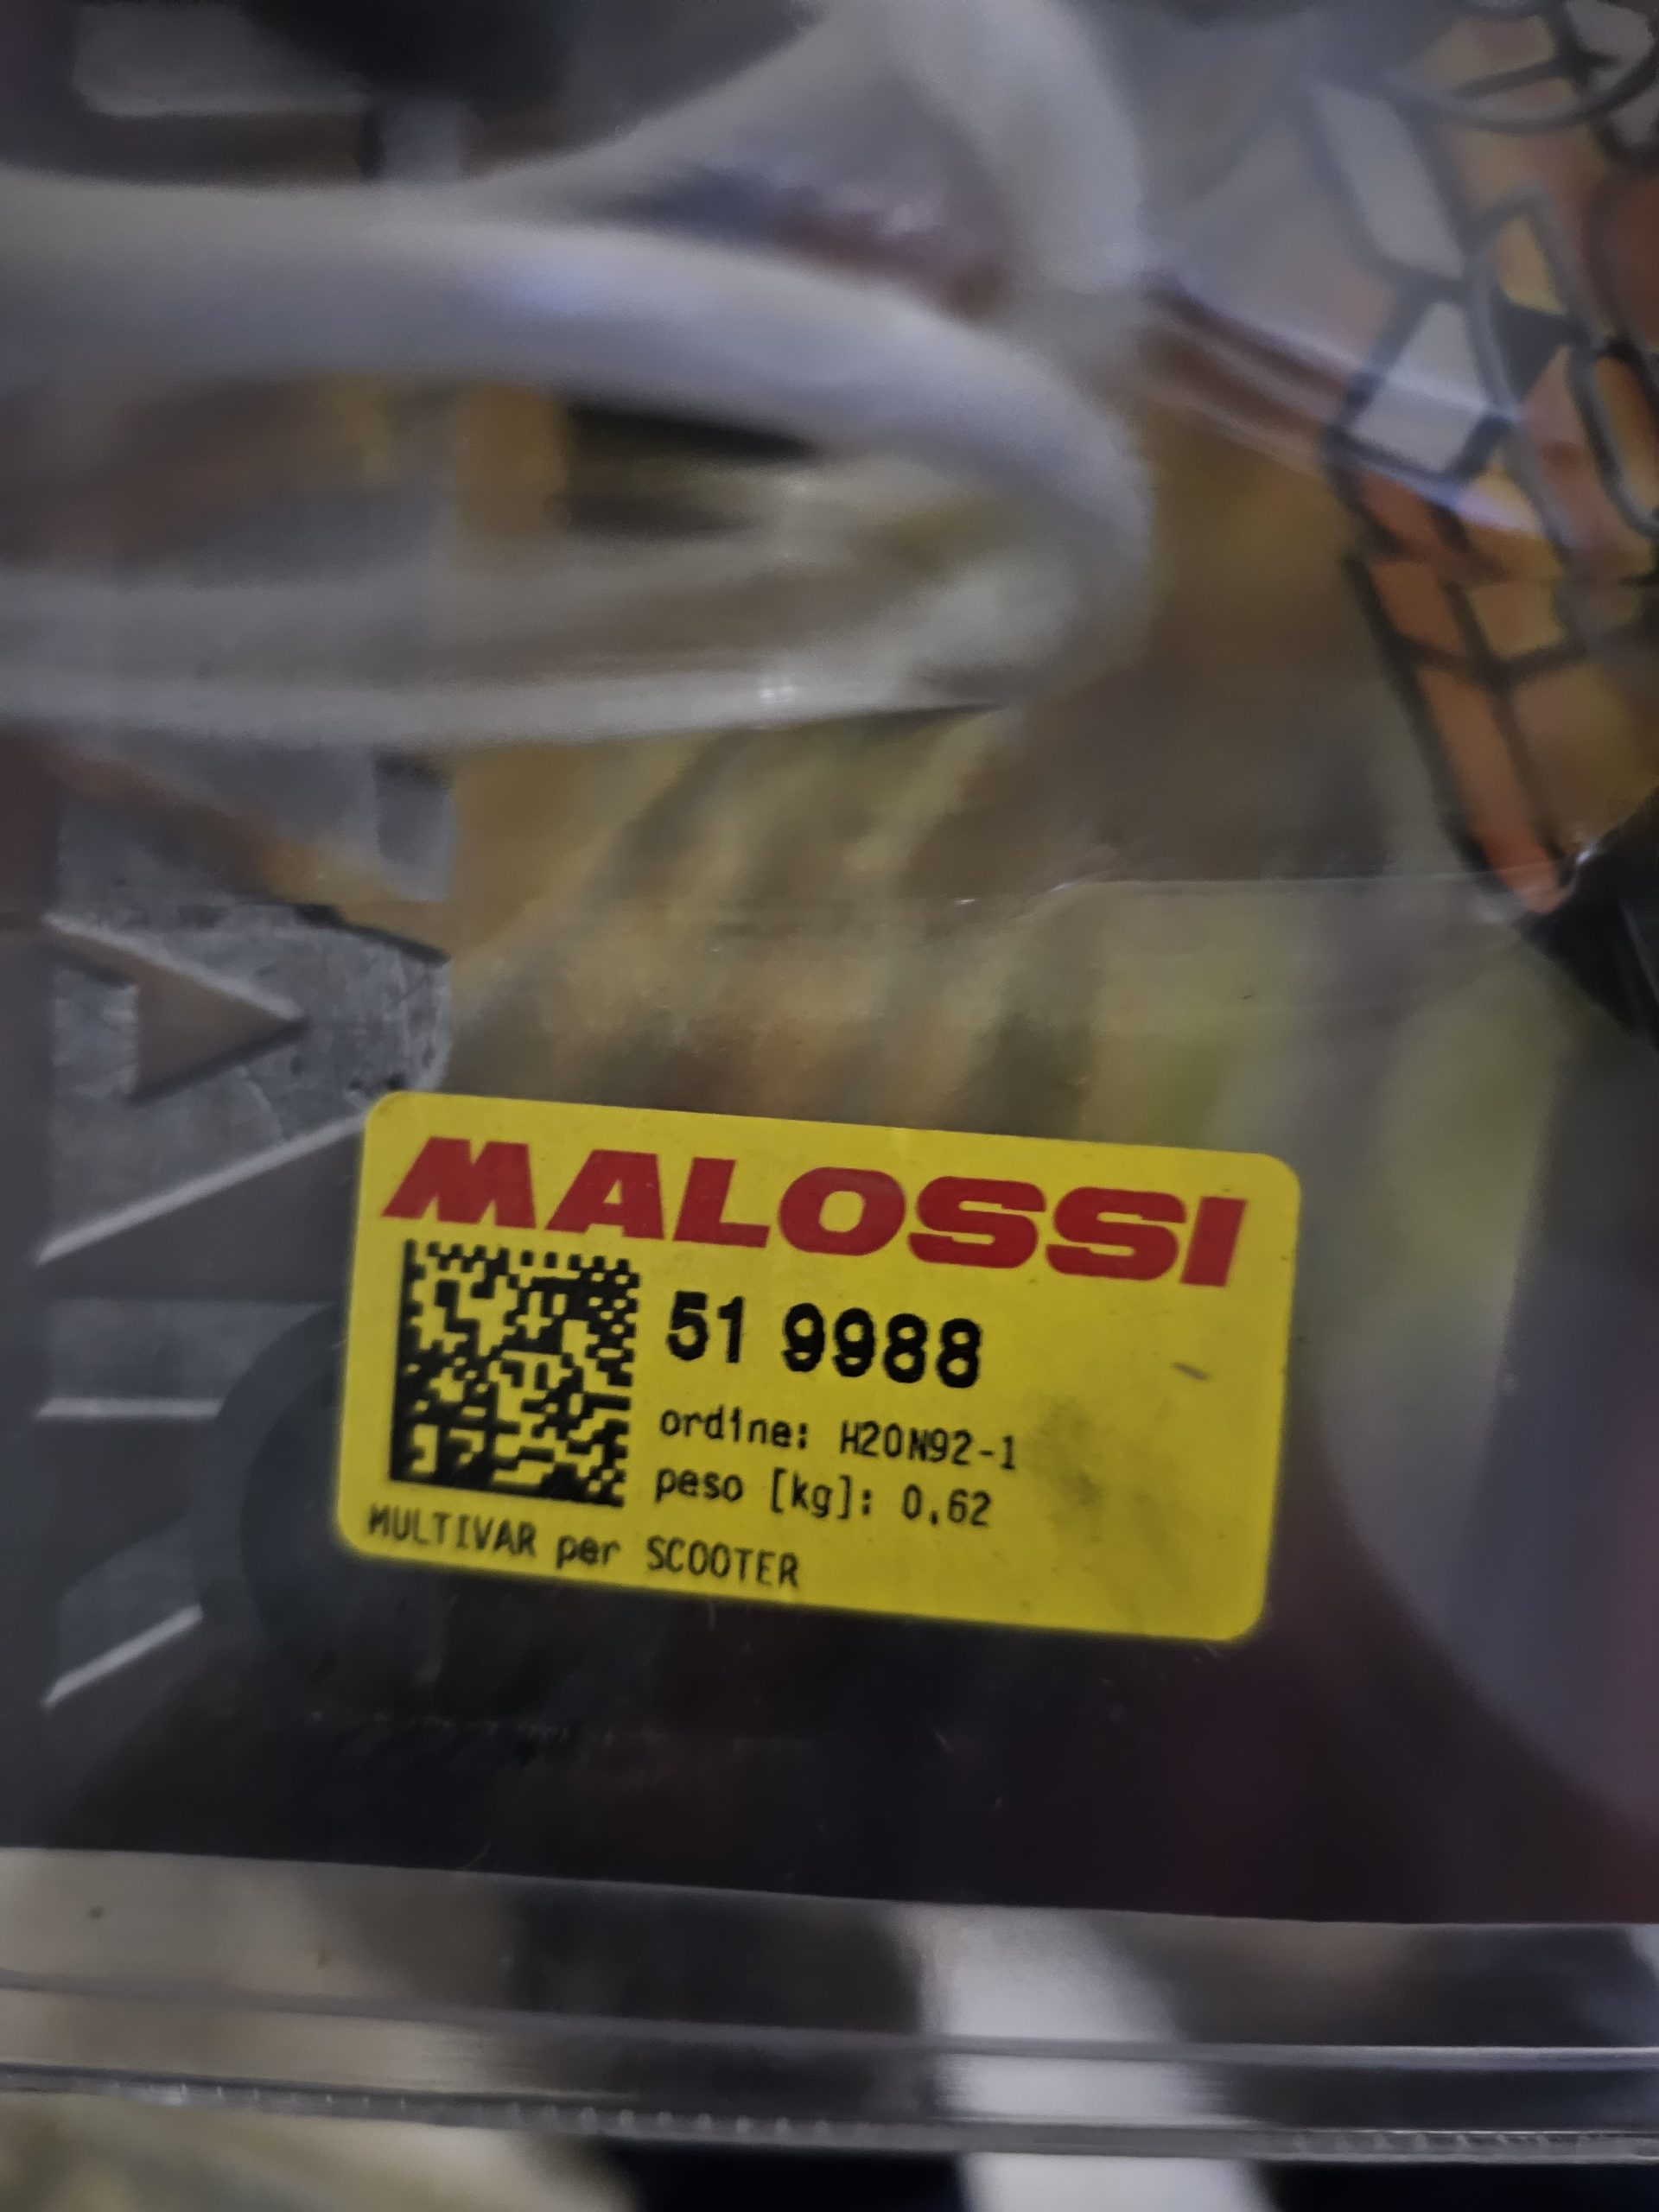 MALOSSI
51 9988
ordine: H20N92-1
peso [kg]: 0.62
MULTIVAR per SCOOTER